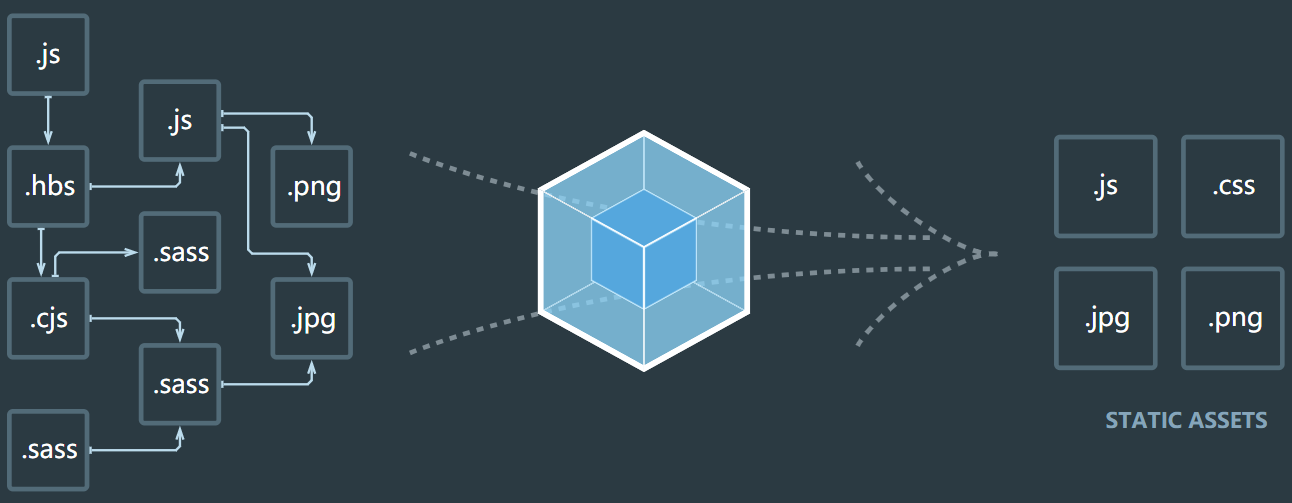 .js
.js
.hbs
.png
.sass
.cjs
.jpg
.sass
.sass
.js
.css
.jpg
.png
STATIC ASSETS